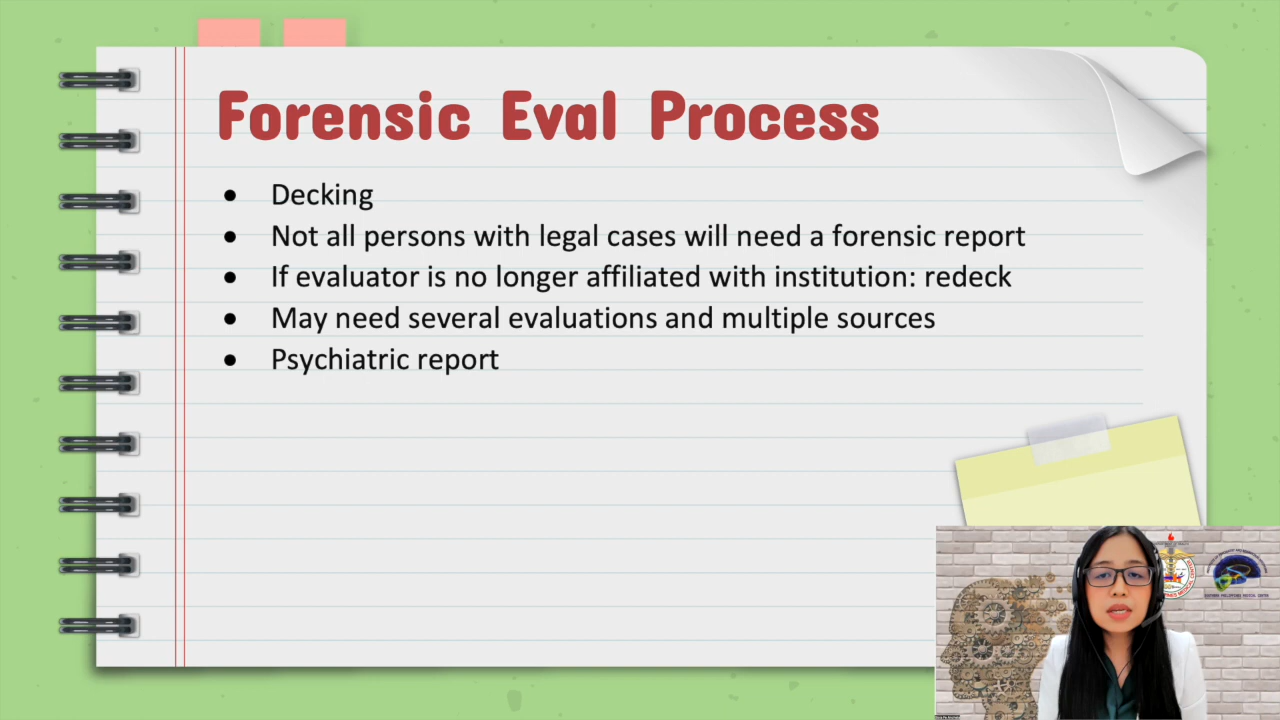 Forensic Eval Process
● Decking
● Not all persons with legal cases will need a forensic report
● If evaluator is no longer affiliated with institution: redeck
● May need several evaluations and multiple sources
● Psychiatric report